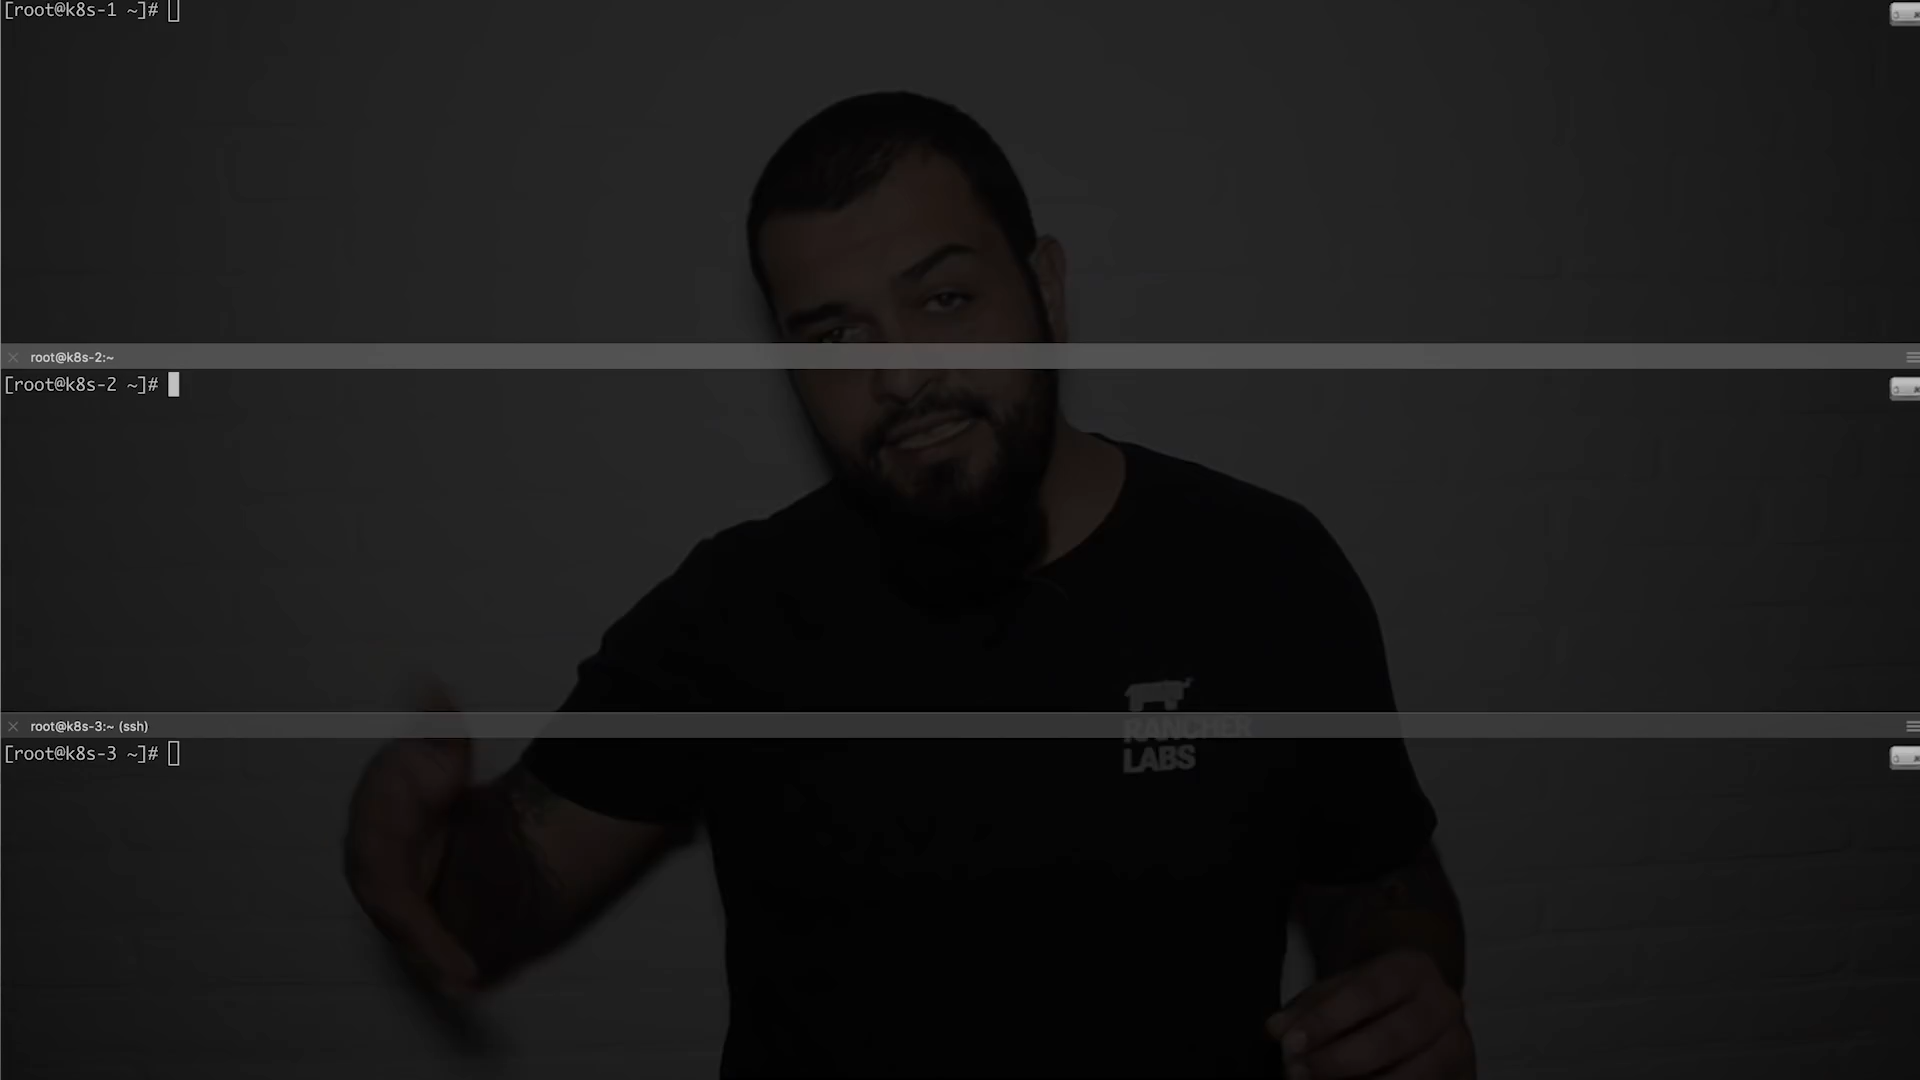 [root@k8s-1 ~]#
root@k8s-2:~
[root@k8s-2 ~]#
root@k8s-3:~ (ssh)
RANCHER
LABS
[root@k8s-3 ~]#